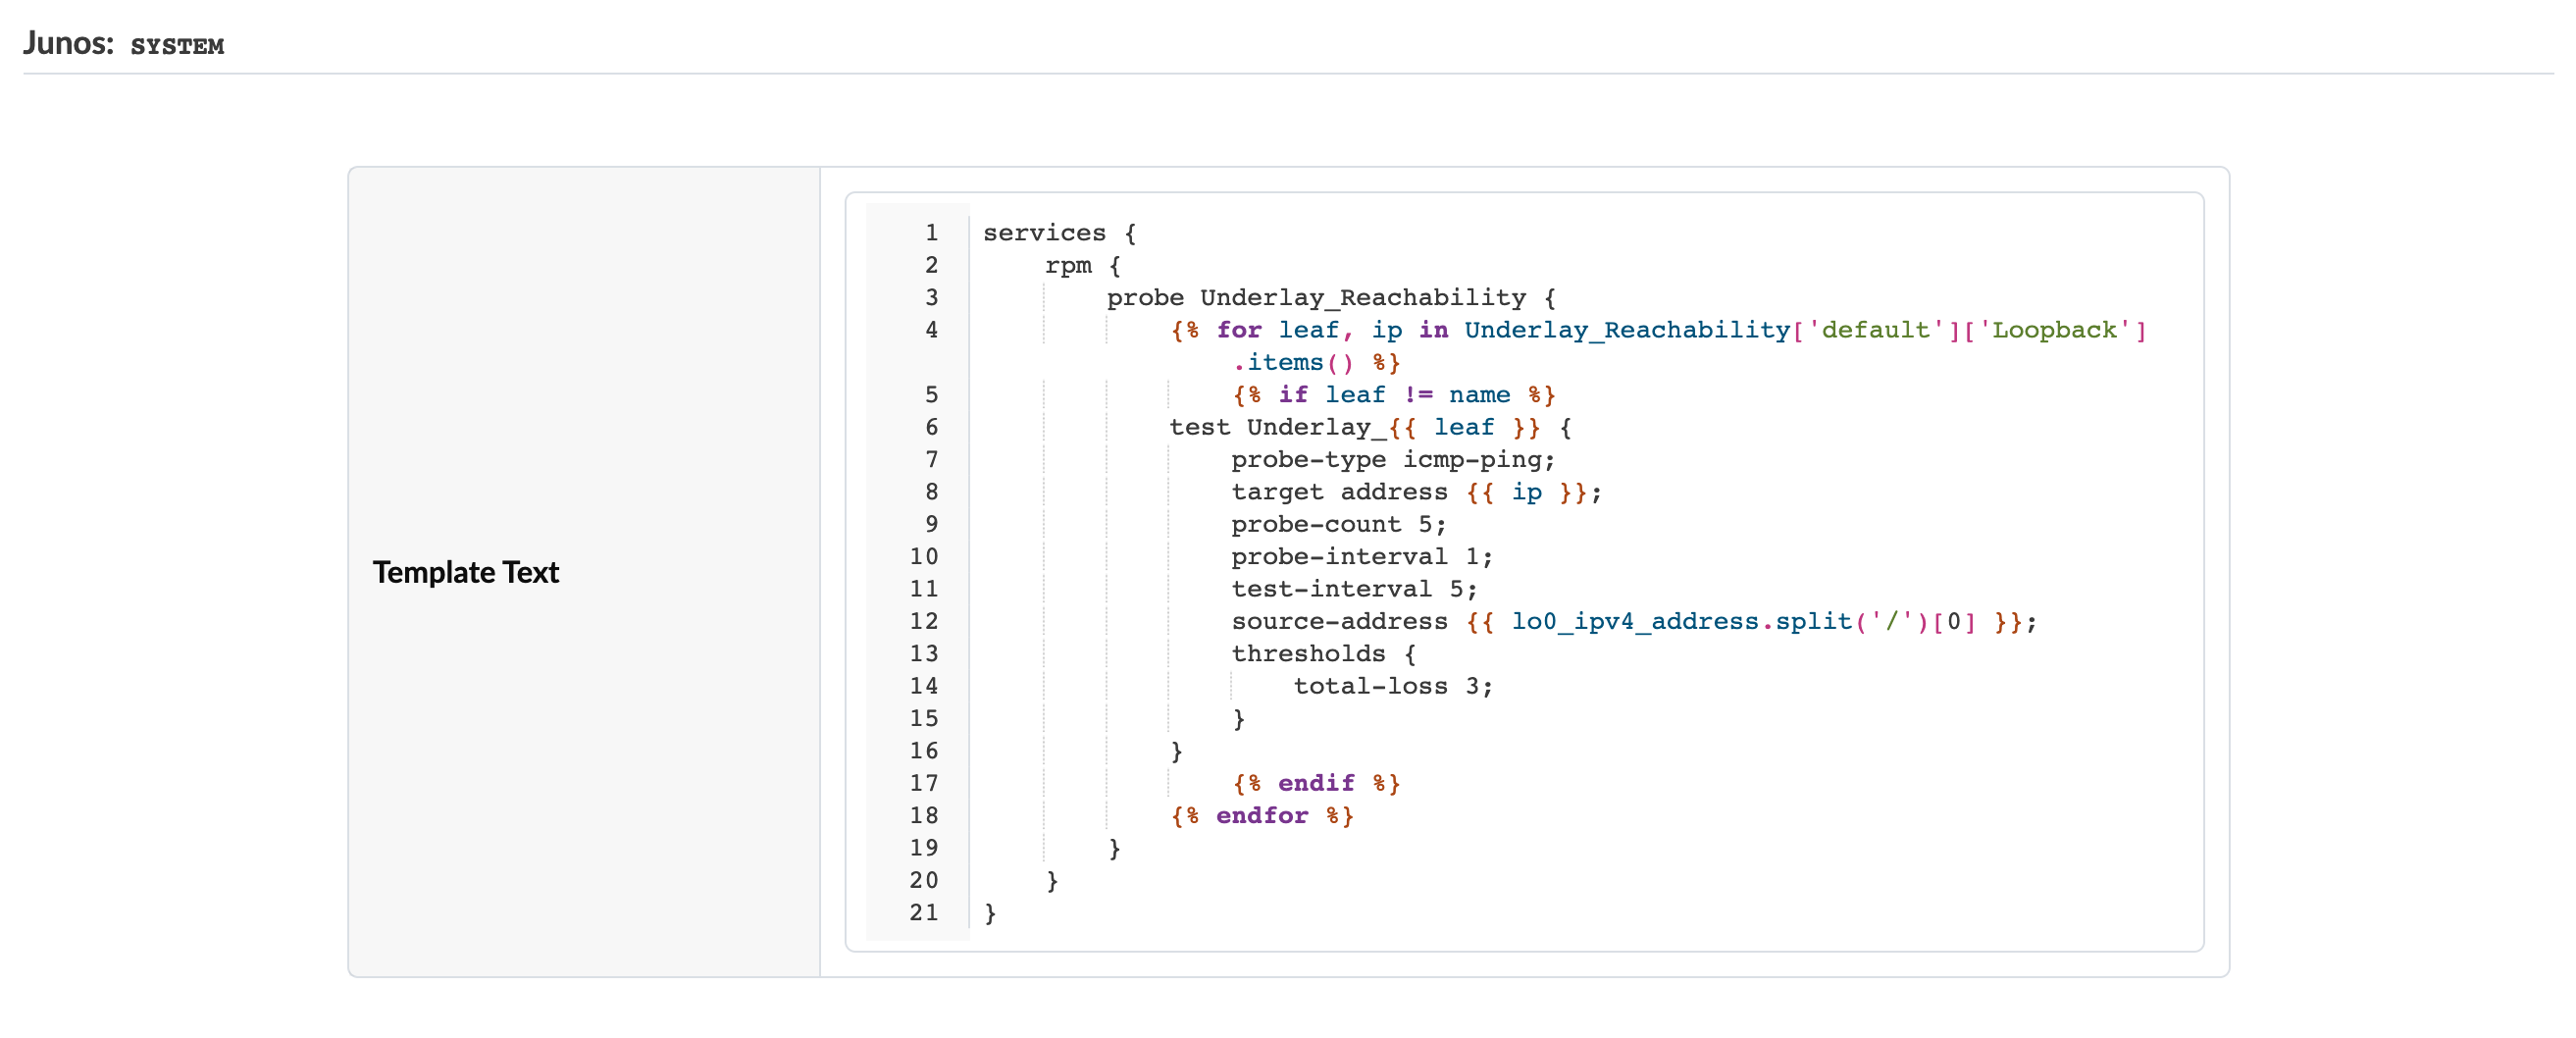 Junos: SYSTEM
Template Text
1 services {
2 rpm {
3 probe Underlay_Reachability {
4 {% for leaf, ip in Underlay_Reachability['default']['Loopback']
.items() %}
5 {% if leaf != name %}
6 test Underlay_{{ leaf }} {
7 probe-type icmp-ping;
8 target address {{ ip }};
9 probe-count 5;
10 probe-interval 1;
11 test-interval 5;
12 source-address {{ lo0_ipv4_address.split('/')[0] }};
13 thresholds {
14 total-loss 3;
15 }
16 }
17 {% endif %}
18 {% endfor %}
19 }
20 }
21 }